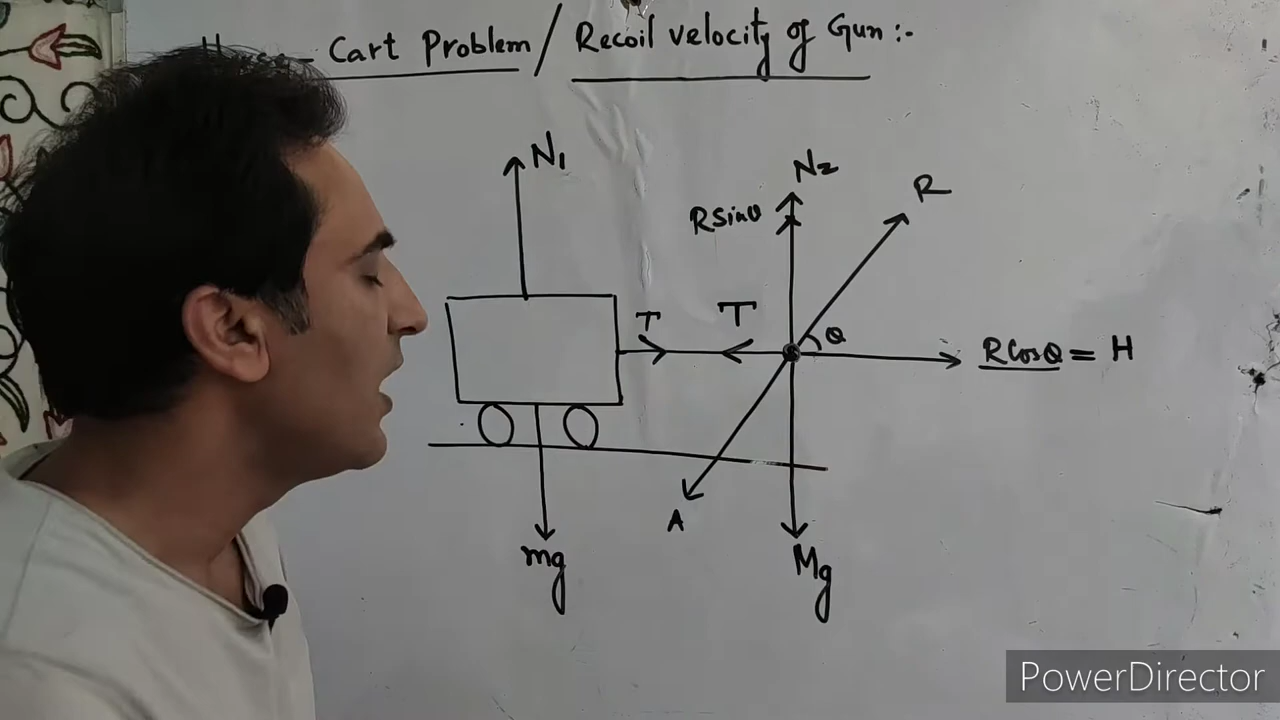 Cart Problem / Recoil velocity of Gun :-
N₁
N₂
R
Rsinθ
T
T
θ
Rcosθ = H
A
mg
Mg
PowerDirector